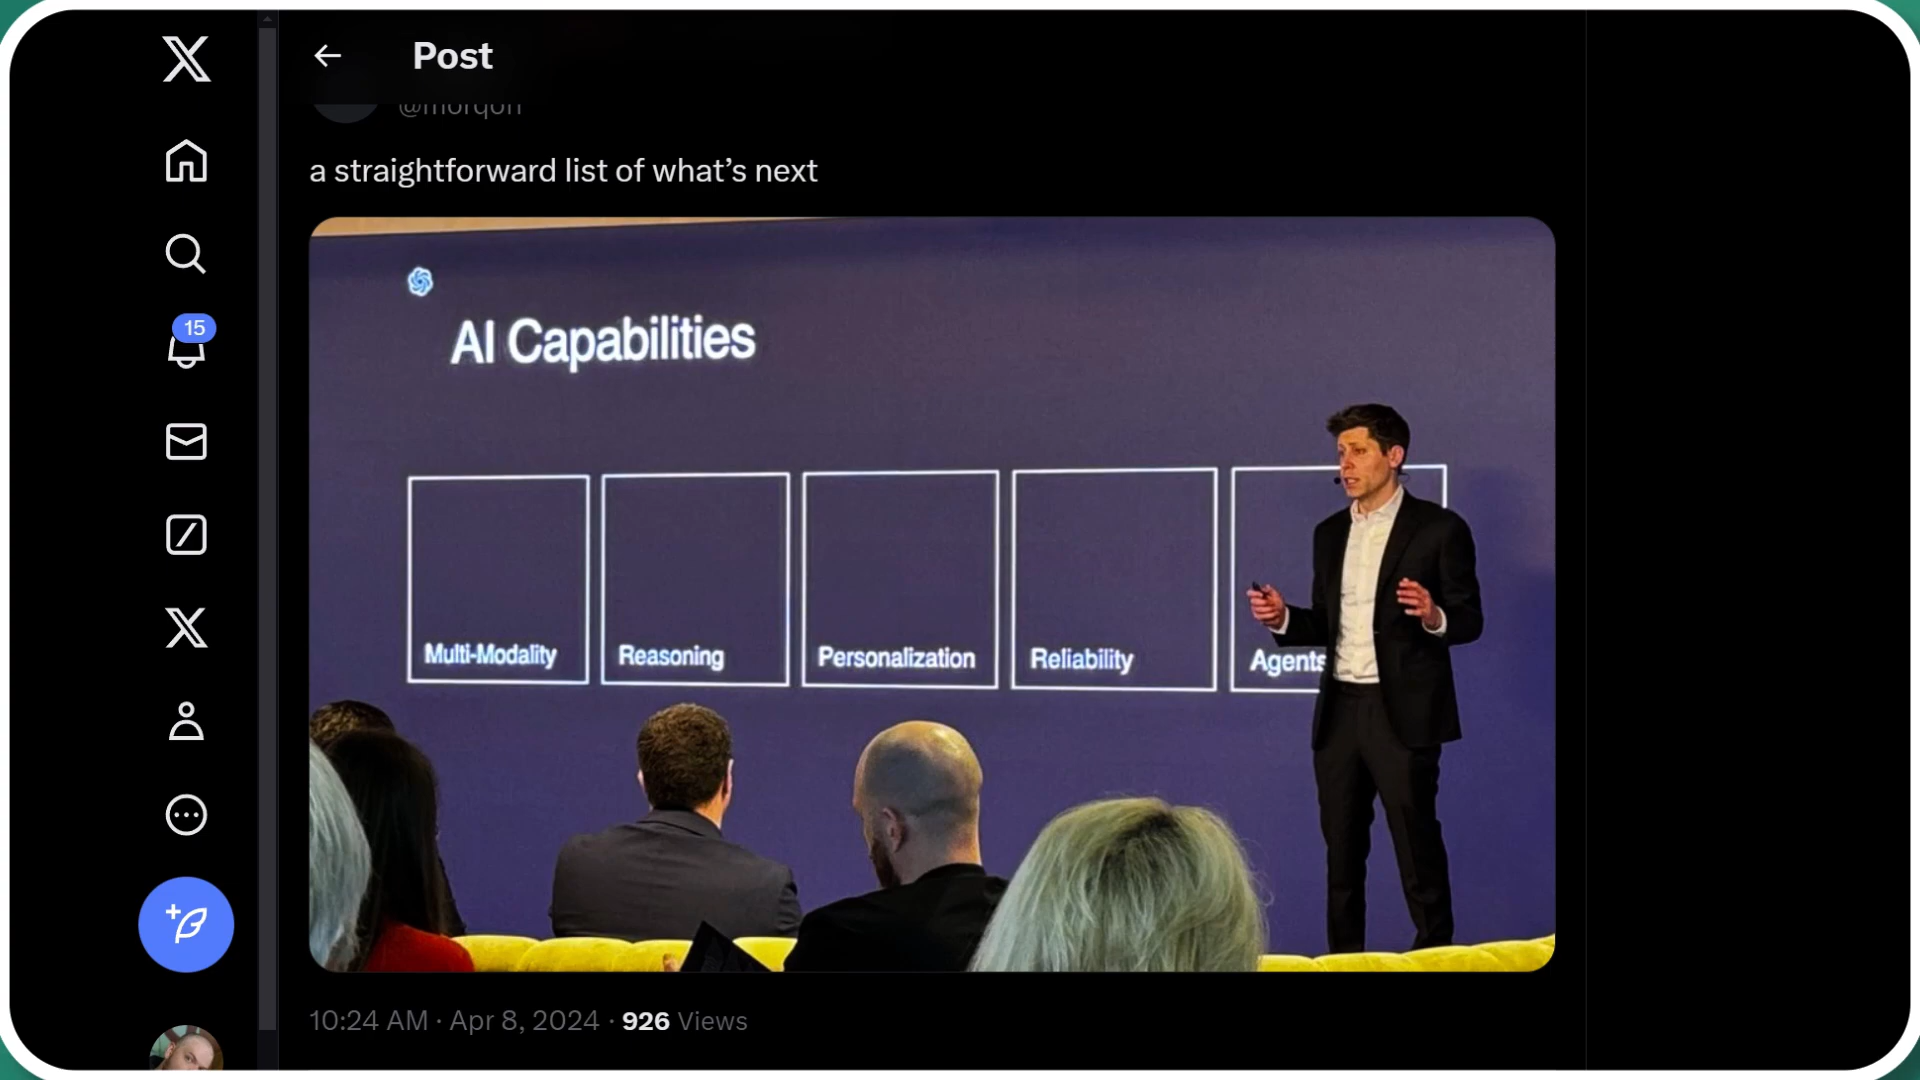 Post
@morqon
a straightforward list of what’s next
AI Capabilities
Multi-Modality
Reasoning
Personalization
Reliability
Agents
15
10:24 AM · Apr 8, 2024 · 926 Views